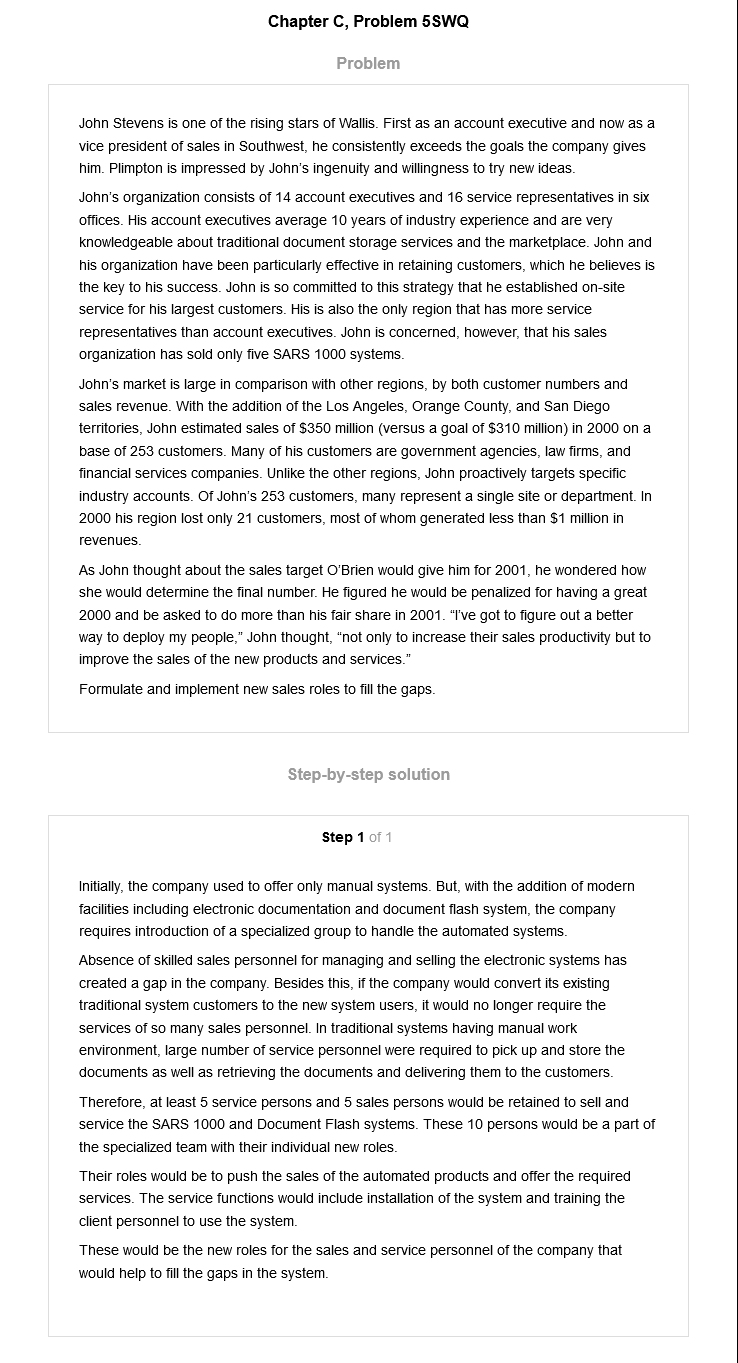 Chapter C, Problem 5SWQ
Problem
John Stevens is one of the rising stars of Wallis. First as an account executive and now as a
vice president of sales in Southwest, he consistently exceeds the goals the company gives
him. Plimpton is impressed by John’s ingenuity and willingness to try new ideas.
John’s organization consists of 14 account executives and 16 service representatives in six
offices. His account executives average 10 years of industry experience and are very
knowledgeable about traditional document storage services and the marketplace. John and
his organization have been particularly effective in retaining customers, which he believes is
the key to his success. John is so committed to this strategy that he established on-site
service for his largest customers. His is also the only region that has more service
representatives than account executives. John is concerned, however, that his sales
organization has sold only five SARS 1000 systems.
John’s market is large in comparison with other regions, by both customer numbers and
sales revenue. With the addition of the Los Angeles, Orange County, and San Diego
territories, John estimated sales of $350 million (versus a goal of $310 million) in 2000 on a
base of 253 customers. Many of his customers are government agencies, law firms, and
financial services companies. Unlike the other regions, John proactively targets specific
industry accounts. Of John’s 253 customers, many represent a single site or department. In
2000 his region lost only 21 customers, most of whom generated less than $1 million in
revenues.
As John thought about the sales target O’Brien would give him for 2001, he wondered how
she would determine the final number. He figured he would be penalized for having a great
2000 and be asked to do more than his fair share in 2001. “I’ve got to figure out a better
way to deploy my people,” John thought, “not only to increase their sales productivity but to
improve the sales of the new products and services.”
Formulate and implement new sales roles to fill the gaps.
Step-by-step solution
Step 1 of 1
Initially, the company used to offer only manual systems. But, with the addition of modern
facilities including electronic documentation and document flash system, the company
requires introduction of a specialized group to handle the automated systems.
Absence of skilled sales personnel for managing and selling the electronic systems has
created a gap in the company. Besides this, if the company would convert its existing
traditional system customers to the new system users, it would no longer require the
services of so many sales personnel. In traditional systems having manual work
environment, large number of service personnel were required to pick up and store the
documents as well as retrieving the documents and delivering them to the customers.
Therefore, at least 5 service persons and 5 sales persons would be retained to sell and
service the SARS 1000 and Document Flash systems. These 10 persons would be a part of
the specialized team with their individual new roles.
Their roles would be to push the sales of the automated products and offer the required
services. The service functions would include installation of the system and training the
client personnel to use the system.
These would be the new roles for the sales and service personnel of the company that
would help to fill the gaps in the system.